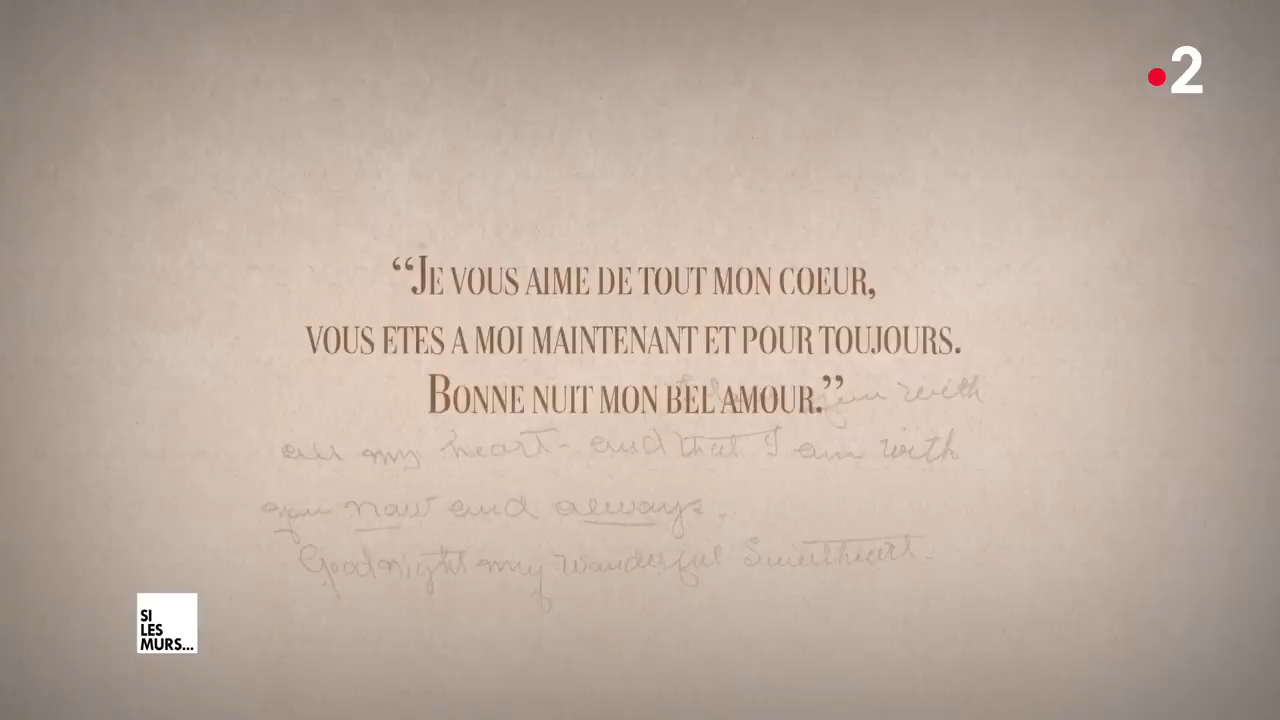 2
“JE VOUS AIME DE TOUT MON COEUR,
VOUS ETES A MOI MAINTENANT ET POUR TOUJOURS.
BONNE NUIT MON BEL AMOUR.”
you with
all my heart - and that I am with
you now and always.
Goodnight my wonderful Sweetheart -
SI
LES
MURS...